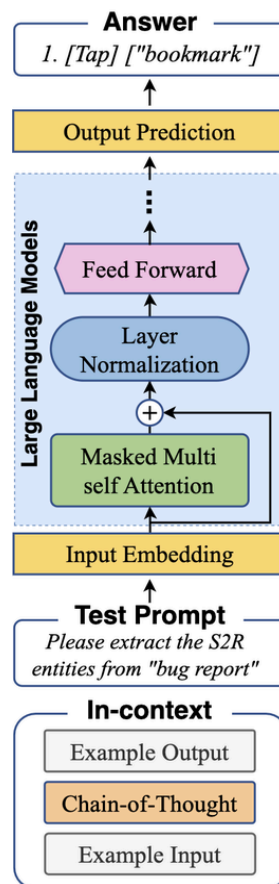 Answer
1. [Tap] ["bookmark"]
Output Prediction
Large Language Models
Feed Forward
Layer
Normalization
Masked Multi
self Attention
Input Embedding
Test Prompt
Please extract the S2R
entities from "bug report"
In-context
Example Output
Chain-of-Thought
Example Input